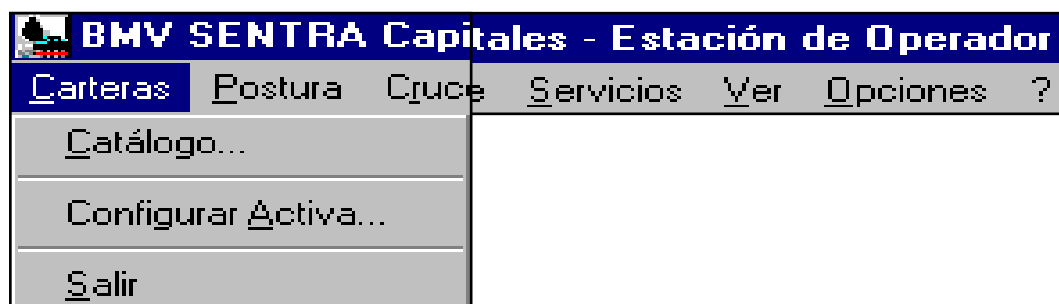 BMV SENTRA Capitales - Estación de Operador
Carteras Postura Cruce Servicios Ver Opciones ?
Catálogo...
Configurar Activa...
Salir